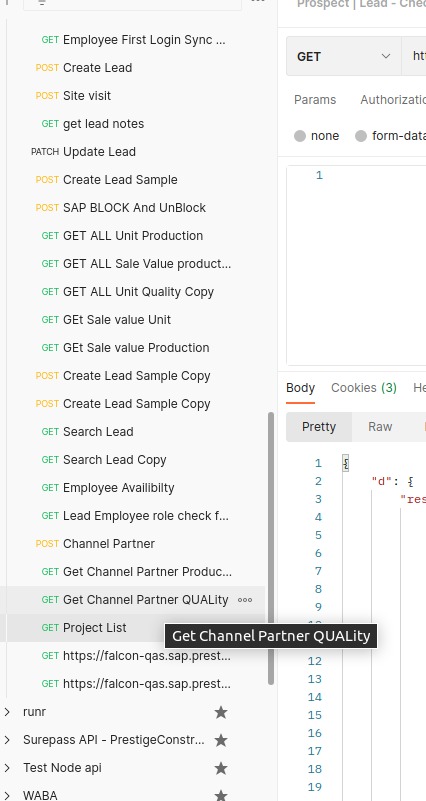 Prospect | Lead - Chec
GET Employee First Login Sync ...
GET
POST Create Lead
Params
POST Site visit
GET get lead notes
none
form-data
PATCH Update Lead
1
POST Create Lead Sample
POST SAP BLOCK And UnBlock
GET GET ALL Unit Production
GET GET ALL Sale Value product...
GET GET ALL Unit Quality Copy
GET GEt Sale value Unit
GET GEt Sale value Production
POST Create Lead Sample Copy
Body Cookies (3)
POST Create Lead Sample Copy
Pretty Raw
GET Search Lead
GET Search Lead Copy
1 {
2 "d": {
GET Employee Availibilty
3 "res
4
GET Lead Employee role check f...
5
POST Channel Partner
6
7
GET Get Channel Partner Produc...
8
GET Get Channel Partner QUALity
9
GET Project List
Get Channel Partner QUALity
GET https://falcon-qas.sap.prest...
12
13
GET https://falcon-qas.sap.prest...
14
runr
15
16
Surepass API - PrestigeConstr...
17
Test Node api
18
19
WABA